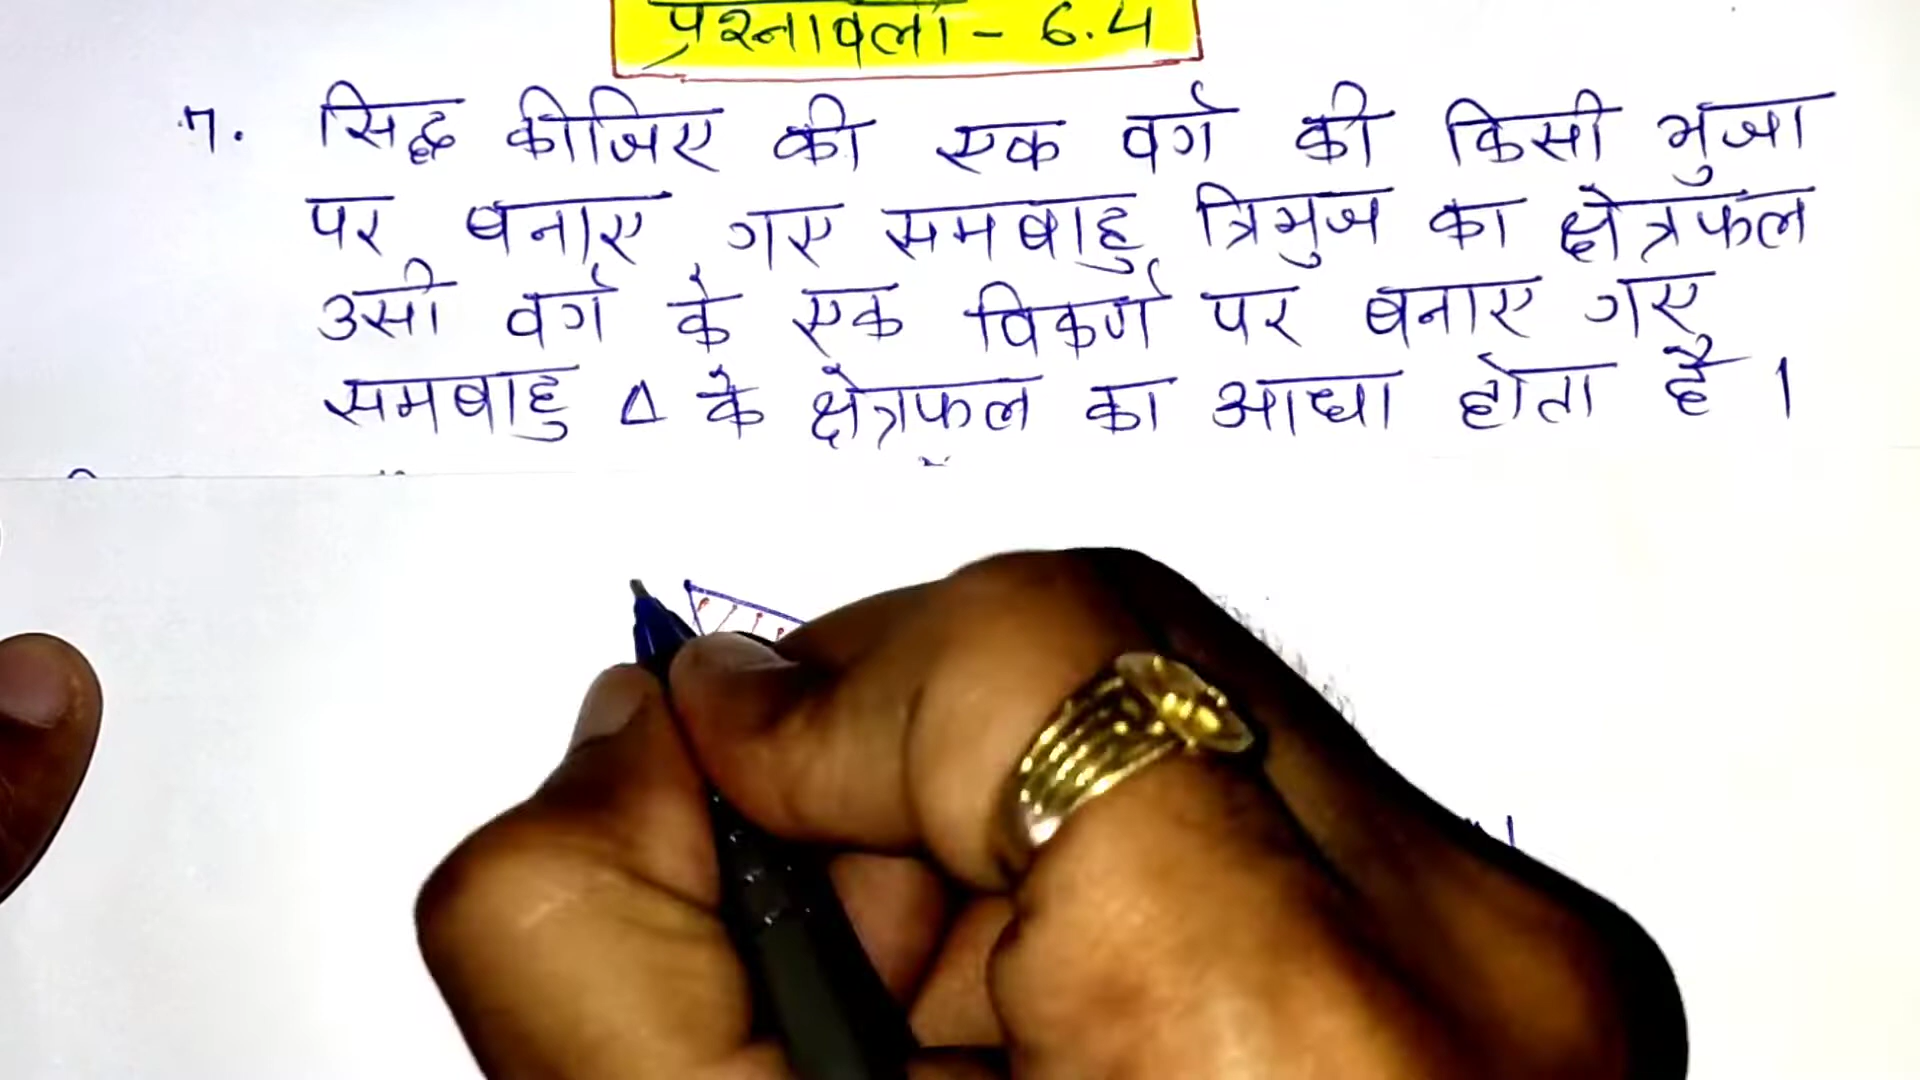 प्रश्नावली - 6.4
7. सिद्ध कीजिए की एक वर्ग की किसी भुजा
पर बनाए गए समबाहु त्रिभुज का क्षेत्रफल
उसी वर्ग के एक विकर्ण पर बनाए गए
समबाहु Δ के क्षेत्रफल का आधा होता है ।